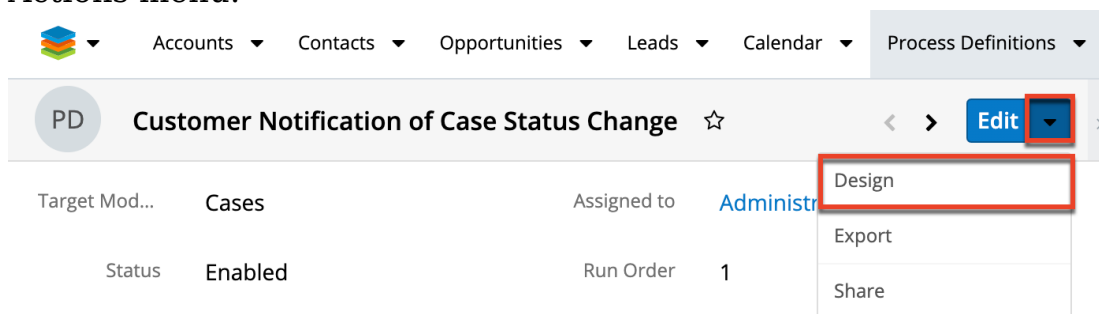 Actions menu.
Accounts Contacts Opportunities Leads Calendar Process Definitions
PD Customer Notification of Case Status Change Edit
Target Mod... Cases Assigned to Administr
Design
Export
Status Enabled Run Order 1
Share